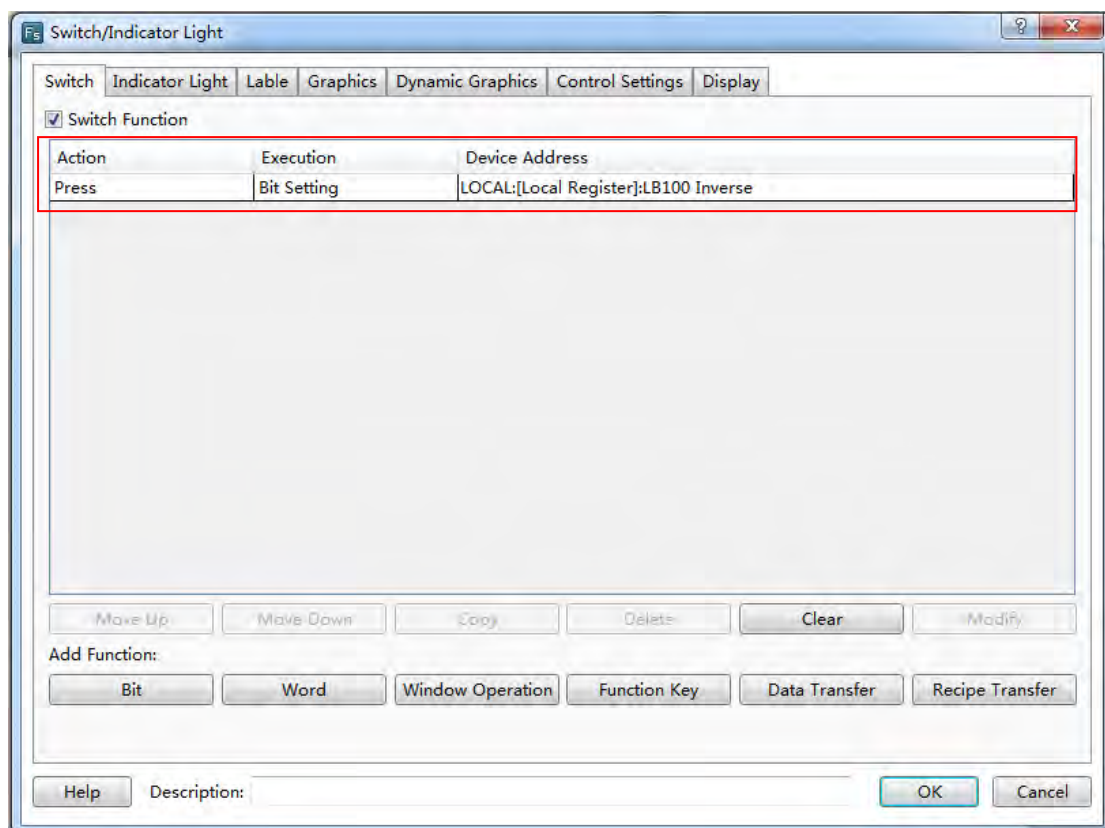 Fs Switch/Indicator Light ? X
Switch Indicator Light Lable Graphics Dynamic Graphics Control Settings Display
Switch Function
Action Execution Device Address
Press Bit Setting LOCAL:[Local Register]:LB100 Inverse
Move Up Move Down Copy Delete Clear Modify
Add Function:
Bit Word Window Operation Function Key Data Transfer Recipe Transfer
Help Description: OK Cancel